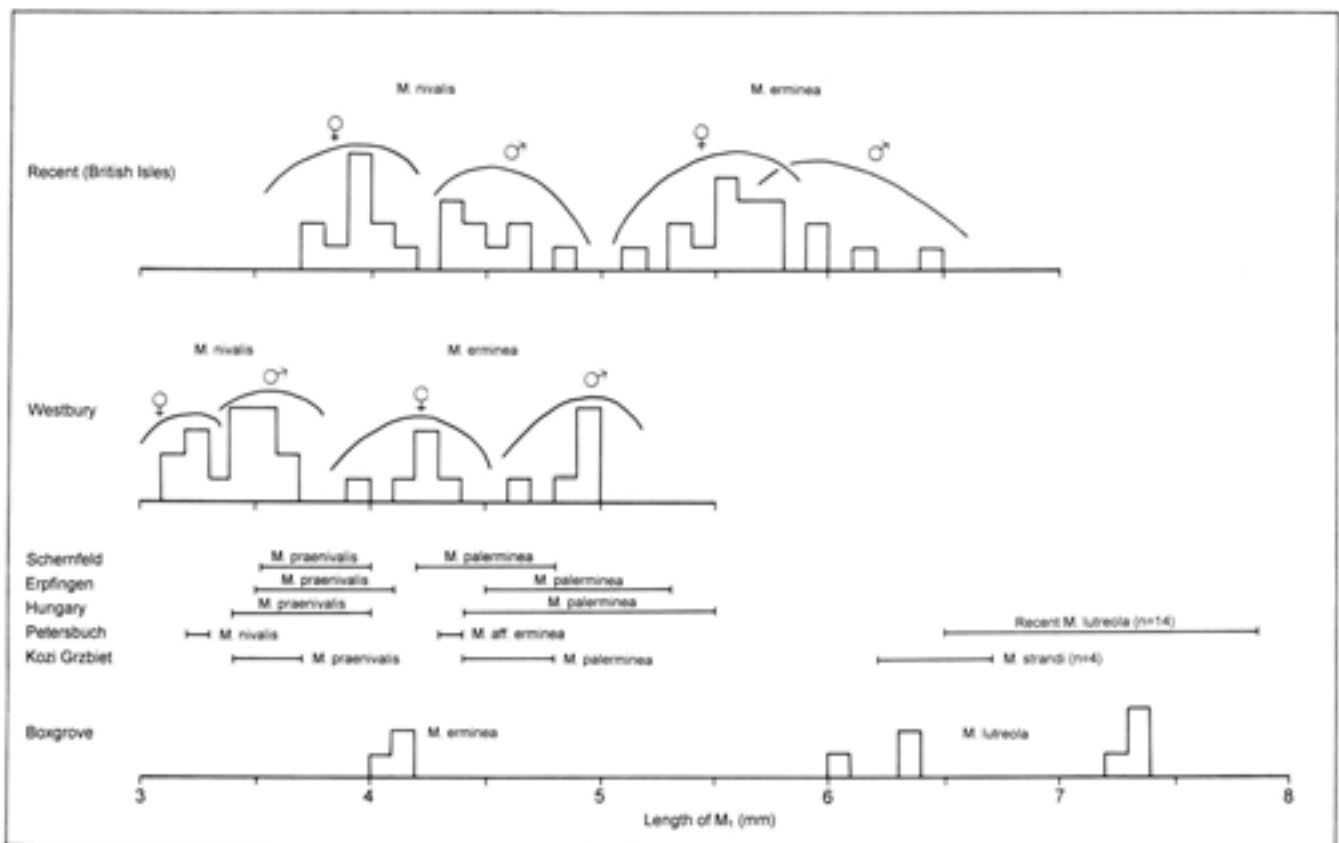 M. nivalis M. erminea
♀ ♂ ♀ ♂
Recent (British Isles)
M. nivalis M. erminea
♀ ♂ ♀ ♂
Westbury
Schernfeld M. praenivalis M. palerminea
Erpfingen M. praenivalis M. palerminea
Hungary M. praenivalis M. palerminea
Petersbuch M. nivalis M. aff. erminea Recent M. lutreola (n=14)
Kozi Grzbiet M. praenivalis M. palerminea M. strandi (n=4)
Boxgrove M. erminea M. lutreola
3 4 5 6 7 8
Length of M₁ (mm)